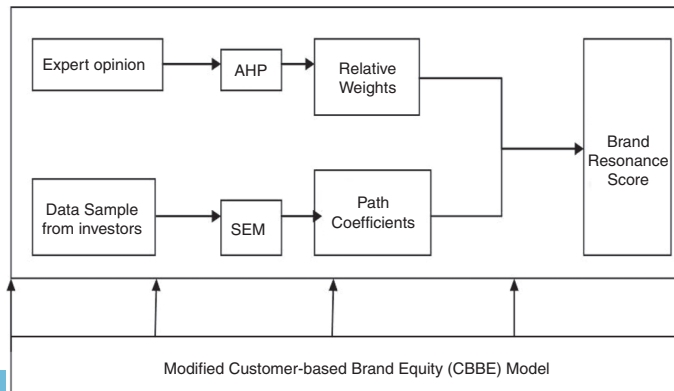 Expert opinion
AHP
Relative
Weights
Brand
Resonance
Score
Data Sample
from investors
SEM
Path
Coefficients
Modified Customer-based Brand Equity (CBBE) Model